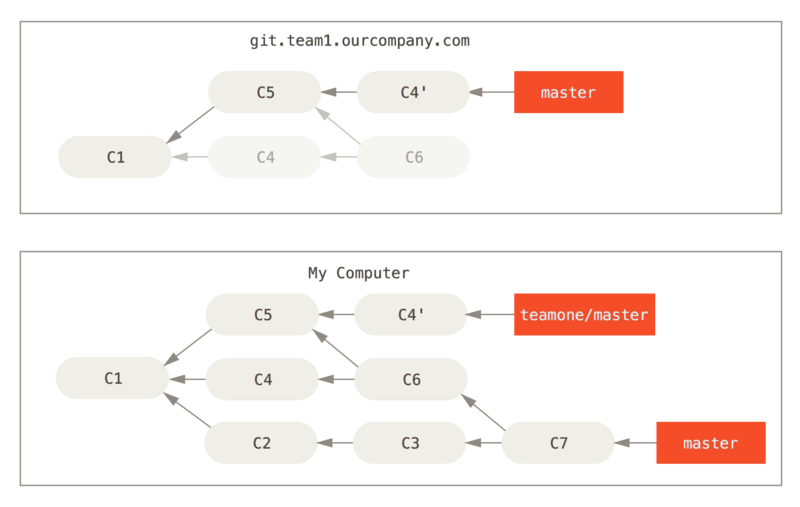 git.team1.ourcompany.com
C5 C4' master
C1 C4 C6
My Computer
C5 C4' teamone/master
C1 C4 C6
C2 C3 C7 master